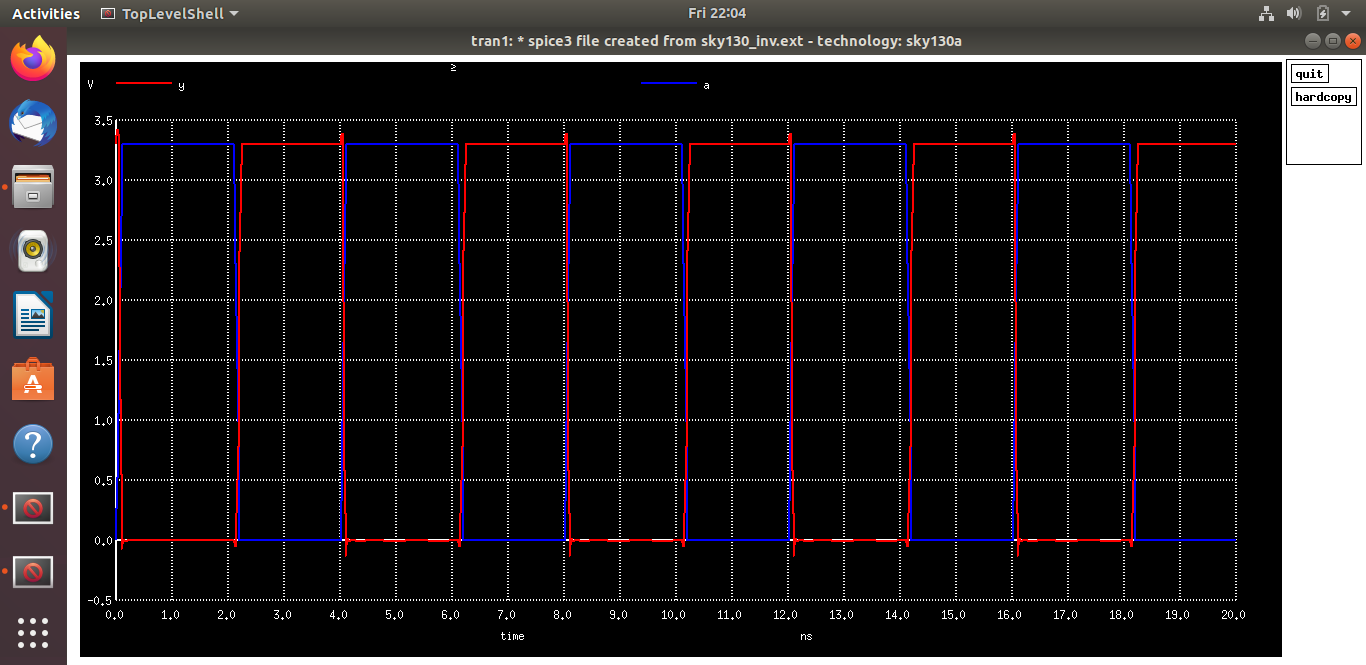 Activities TopLevelShell Fri 22:04
tran1: * spice3 file created from sky130_inv.ext - technology: sky130a
quit
hardcopy
≥
V y a
3.5
3.0
2.5
2.0
1.5
1.0
0.5
0.0
-0.5
0.0 1.0 2.0 3.0 4.0 5.0 6.0 7.0 8.0 9.0 10.0 11.0 12.0 13.0 14.0 15.0 16.0 17.0 18.0 19.0 20.0
time ns